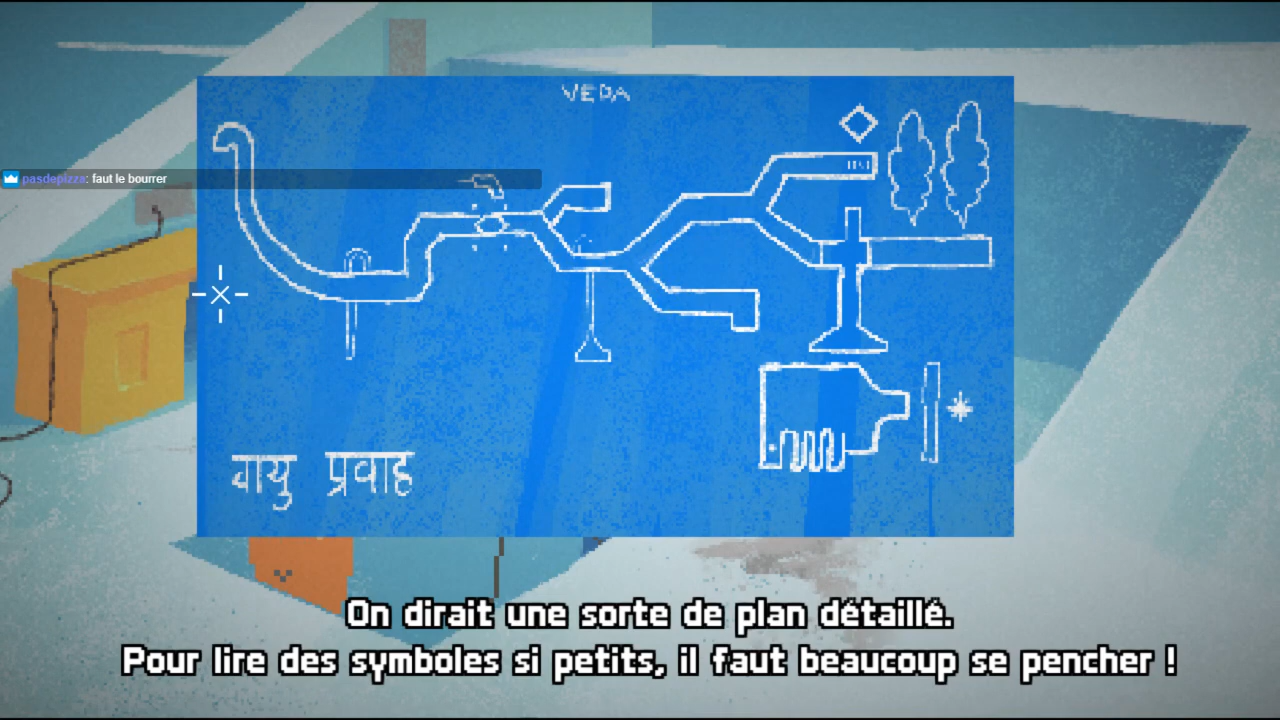 VEDA
pasdepizza: faut le bourrer
वायु प्रवाह
On dirait une sorte de plan détaillé.
Pour lire des symboles si petits, il faut beaucoup se pencher !